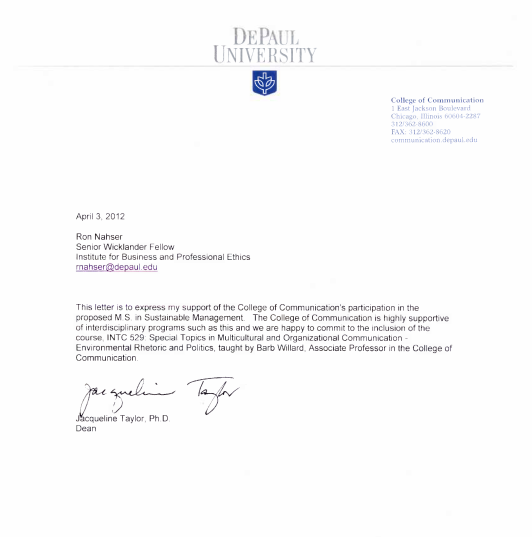 DEPAUL
UNIVERSITY
College of Communication
1 East Jackson Boulevard
Chicago, Illinois 60604-2287
312/362-8600
FAX: 312/362-8620
communication.depaul.edu
April 3, 2012
Ron Nahser
Senior Wicklander Fellow
Institute for Business and Professional Ethics
rnahser@depaul.edu
This letter is to express my support of the College of Communication's participation in the
proposed M.S. in Sustainable Management. The College of Communication is highly supportive
of interdisciplinary programs such as this and we are happy to commit to the inclusion of the
course, INTC 529: Special Topics in Multicultural and Organizational Communication -
Environmental Rhetoric and Politics, taught by Barb Willard, Associate Professor in the College of
Communication.
Jacqueline Taylor
Jacqueline Taylor, Ph.D.
Dean